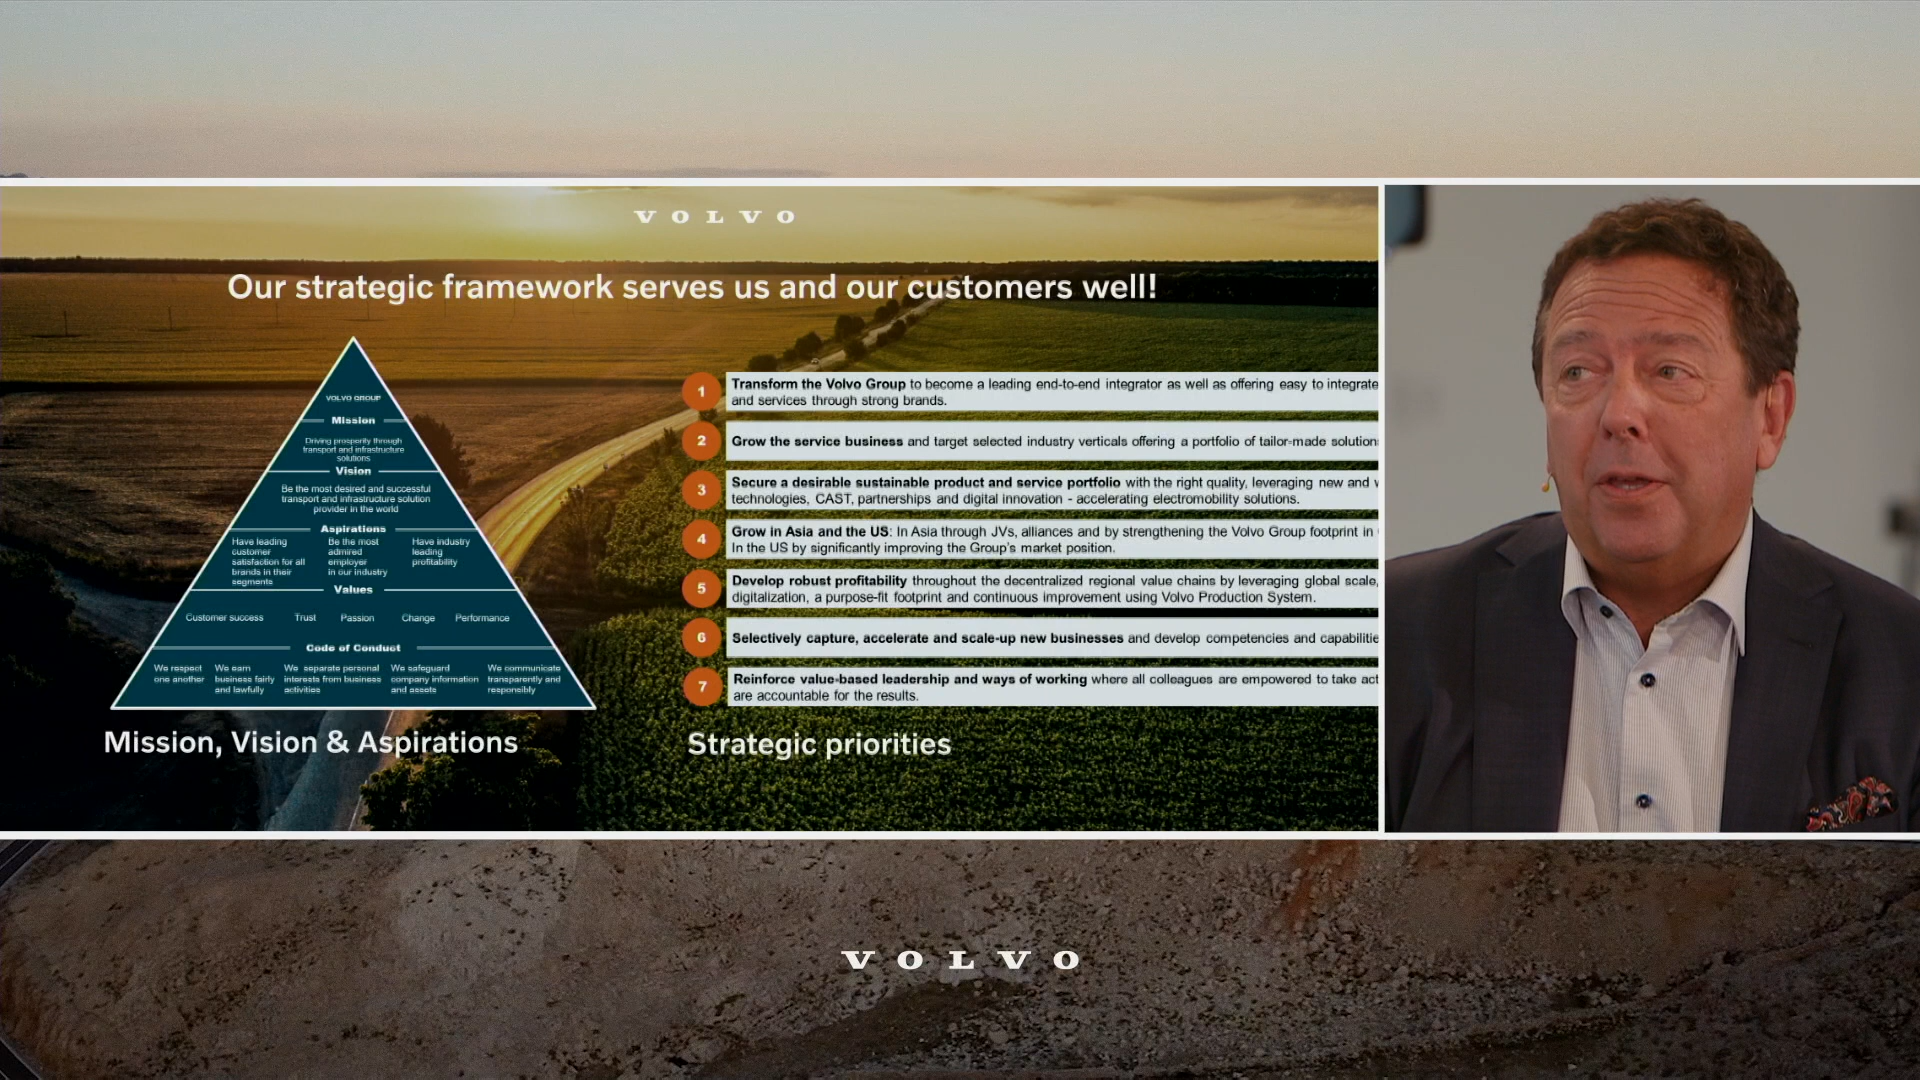 VOLVO
Our strategic framework serves us and our customers well!
VOLVO GROUP
Mission
Driving prosperity through
transport and infrastructure
solutions
Vision
Be the most desired and successful
transport and infrastructure solution
provider in the world
Aspirations
Have leading
customer
satisfaction for all
brands in their
segments
Be the most
admired
employer
in our industry
Have industry
leading
profitability
Values
Customer success Trust Passion Change Performance
Code of Conduct
We respect
one another
We earn
business fairly
and lawfully
We separate personal
interests from business
activities
We safeguard
company information
and assets
We communicate
transparently and
responsibly
Mission, Vision & Aspirations
1 Transform the Volvo Group to become a leading end-to-end integrator as well as offering easy to integrate
and services through strong brands.
2 Grow the service business and target selected industry verticals offering a portfolio of tailor-made solution
3 Secure a desirable sustainable product and service portfolio with the right quality, leveraging new and
technologies, CAST, partnerships and digital innovation - accelerating electromobility solutions.
4 Grow in Asia and the US: In Asia through JVs, alliances and by strengthening the Volvo Group footprint in
In the US by significantly improving the Group's market position.
5 Develop robust profitability throughout the decentralized regional value chains by leveraging global scale,
digitalization, a purpose-fit footprint and continuous improvement using Volvo Production System.
6 Selectively capture, accelerate and scale-up new businesses and develop competencies and capabilitie
7 Reinforce value-based leadership and ways of working where all colleagues are empowered to take act
are accountable for the results.
Strategic priorities
VOLVO